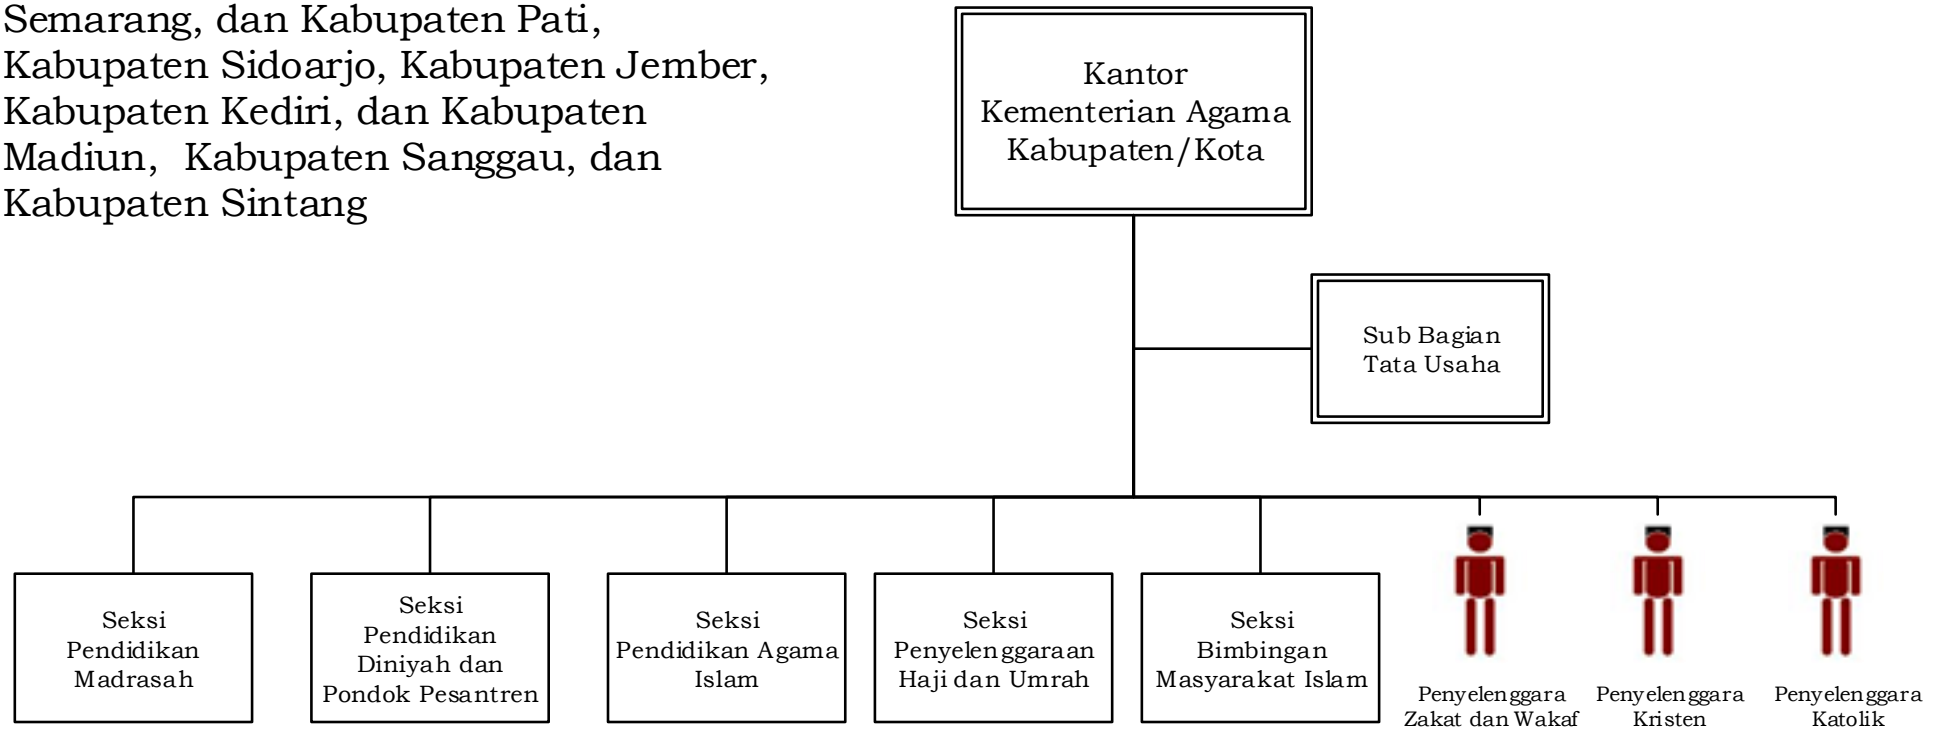 Semarang, dan Kabupaten Pati,
Kabupaten Sidoarjo, Kabupaten Jember,
Kabupaten Kediri, dan Kabupaten
Madiun, Kabupaten Sanggau, dan
Kabupaten Sintang
Kantor
Kementerian Agama
Kabupaten/Kota
Sub Bagian
Tata Usaha
Seksi
Pendidikan
Madrasah
Seksi
Pendidikan
Diniyah dan
Pondok Pesantren
Seksi
Pendidikan Agama
Islam
Seksi
Penyelenggaraan
Haji dan Umrah
Seksi
Bimbingan
Masyarakat Islam
Penyelenggara
Zakat dan Wakaf
Penyelenggara
Kristen
Penyelenggara
Katolik